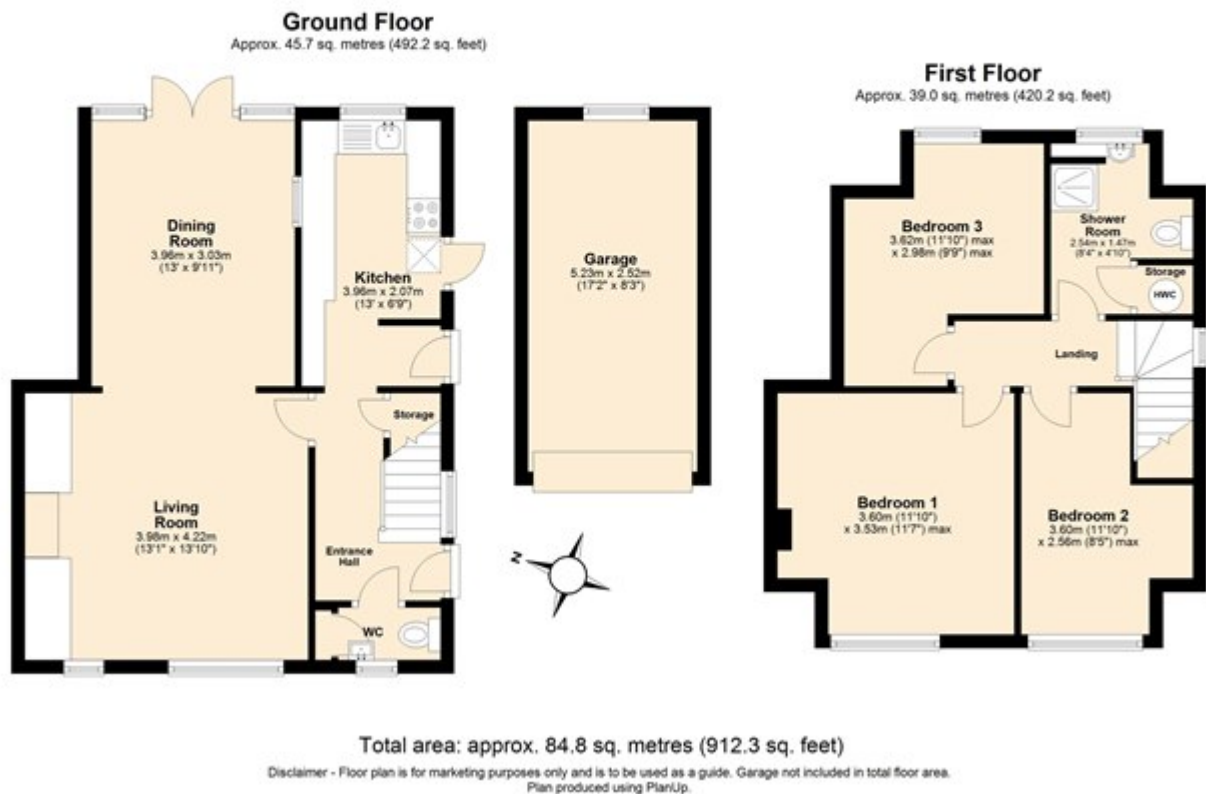 Ground Floor
Approx. 45.7 sq. metres (492.2 sq. feet)
First Floor
Approx. 39.0 sq. metres (420.2 sq. feet)
Dining
Room
3.96m x 3.03m
(13' x 9'11")
Kitchen
3.96m x 2.07m
(13' x 6'9")
Storage
Living
Room
3.98m x 4.22m
(13'1" x 13'10")
Entrance
Hall
WC
Garage
5.23m x 2.52m
(17'2" x 8'3")
N
Bedroom 3
3.62m (11'10") max
x 2.98m (9'9") max
Shower
Room
2.54m x 1.47m
(8'4" x 4'10")
Storage
HWC
Landing
Bedroom 1
3.60m (11'10")
x 3.53m (11'7") max
Bedroom 2
3.60m (11'10")
x 2.56m (8'5") max
Total area: approx. 84.8 sq. metres (912.3 sq. feet)
Disclaimer - Floor plan is for marketing purposes only and is to be used as a guide. Garage not included in total floor area.
Plan produced using PlanUp.